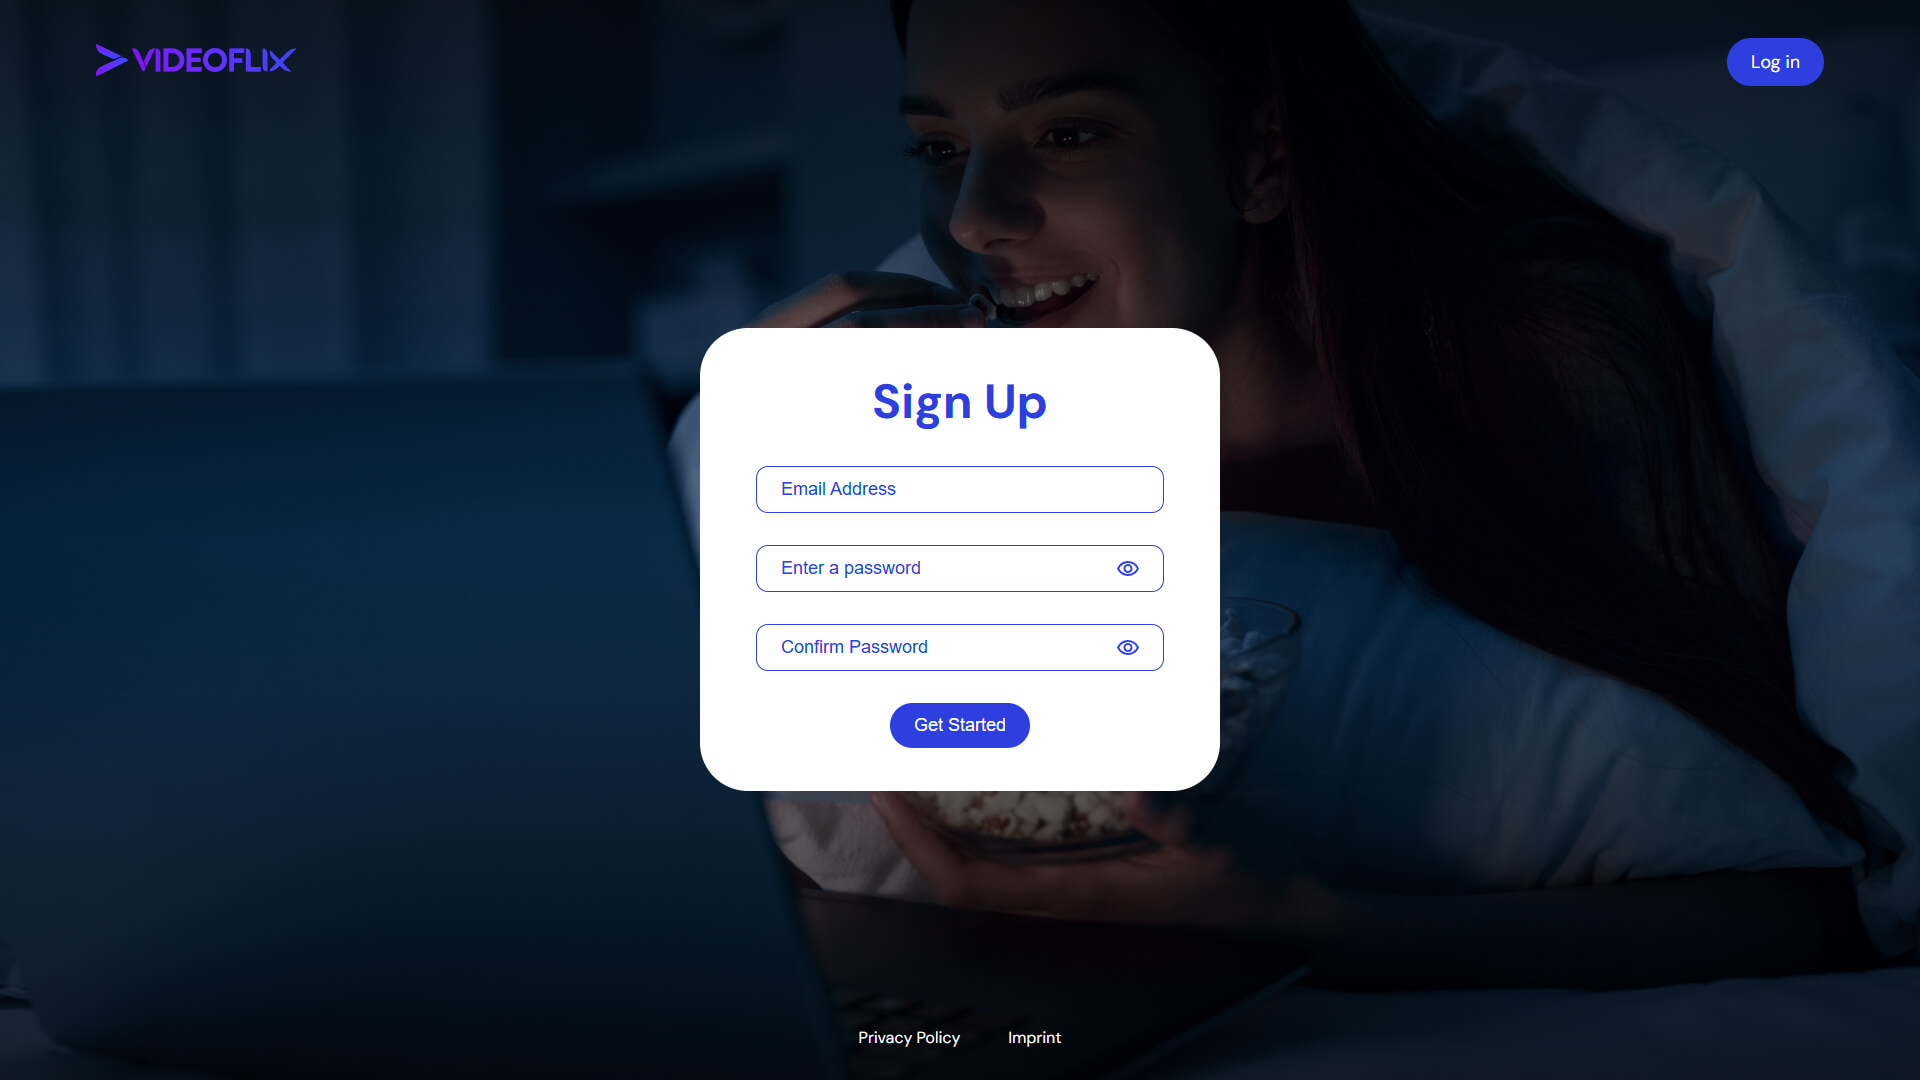 VIDEOFLIX
Log in
Sign Up
Email Address
Enter a password
Confirm Password
Get Started
Privacy Policy
Imprint